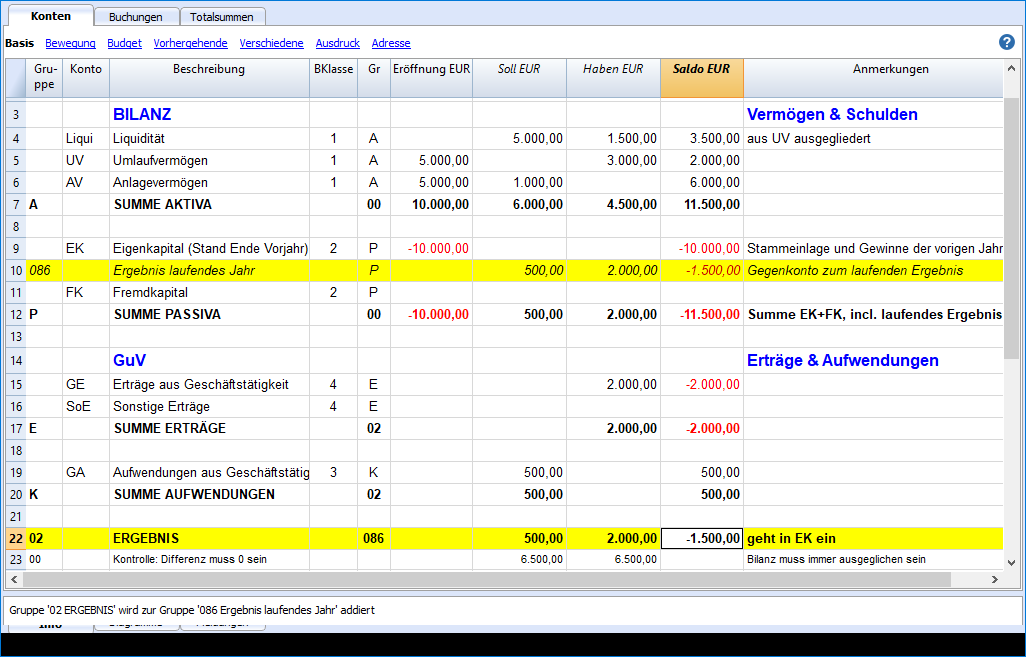 Konten Buchungen Totalsummen
Basis Bewegung Budget Vorhergehende Verschiedene Ausdruck Adresse ?
Gru-ppe Konto Beschreibung BKlasse Gr Eröffnung EUR Soll EUR Haben EUR Saldo EUR Anmerkungen
3 BILANZ Vermögen & Schulden
4 Liqui Liquidität 1 A 5.000,00 1.500,00 3.500,00 aus UV ausgegliedert
5 UV Umlaufvermögen 1 A 5.000,00 3.000,00 2.000,00
6 AV Anlagevermögen 1 A 5.000,00 1.000,00 6.000,00
7 A SUMME AKTIVA 00 10.000,00 6.000,00 4.500,00 11.500,00
8
9 EK Eigenkapital (Stand Ende Vorjahr) 2 P -10.000,00 -10.000,00 Stammeinlage und Gewinne der vorigen Jahr
10 086 Ergebnis laufendes Jahr P 500,00 2.000,00 -1.500,00 Gegenkonto zum laufenden Ergebnis
11 FK Fremdkapital 2 P
12 P SUMME PASSIVA 00 -10.000,00 500,00 2.000,00 -11.500,00 Summe EK+FK, incl. laufendes Ergebnis
13
14 GuV Erträge & Aufwendungen
15 GE Erträge aus Geschäftstätigkeit 4 E 2.000,00 -2.000,00
16 SoE Sonstige Erträge 4 E
17 E SUMME ERTRÄGE 02 2.000,00 -2.000,00
18
19 GA Aufwendungen aus Geschäftstätig 3 K 500,00 500,00
20 K SUMME AUFWENDUNGEN 02 500,00 500,00
21
22 02 ERGEBNIS 086 500,00 2.000,00 -1.500,00 geht in EK ein
23 00 Kontrolle: Differenz muss 0 sein 6.500,00 6.500,00 Bilanz muss immer ausgeglichen sein
Gruppe '02 ERGEBNIS' wird zur Gruppe '086 Ergebnis laufendes Jahr' addiert